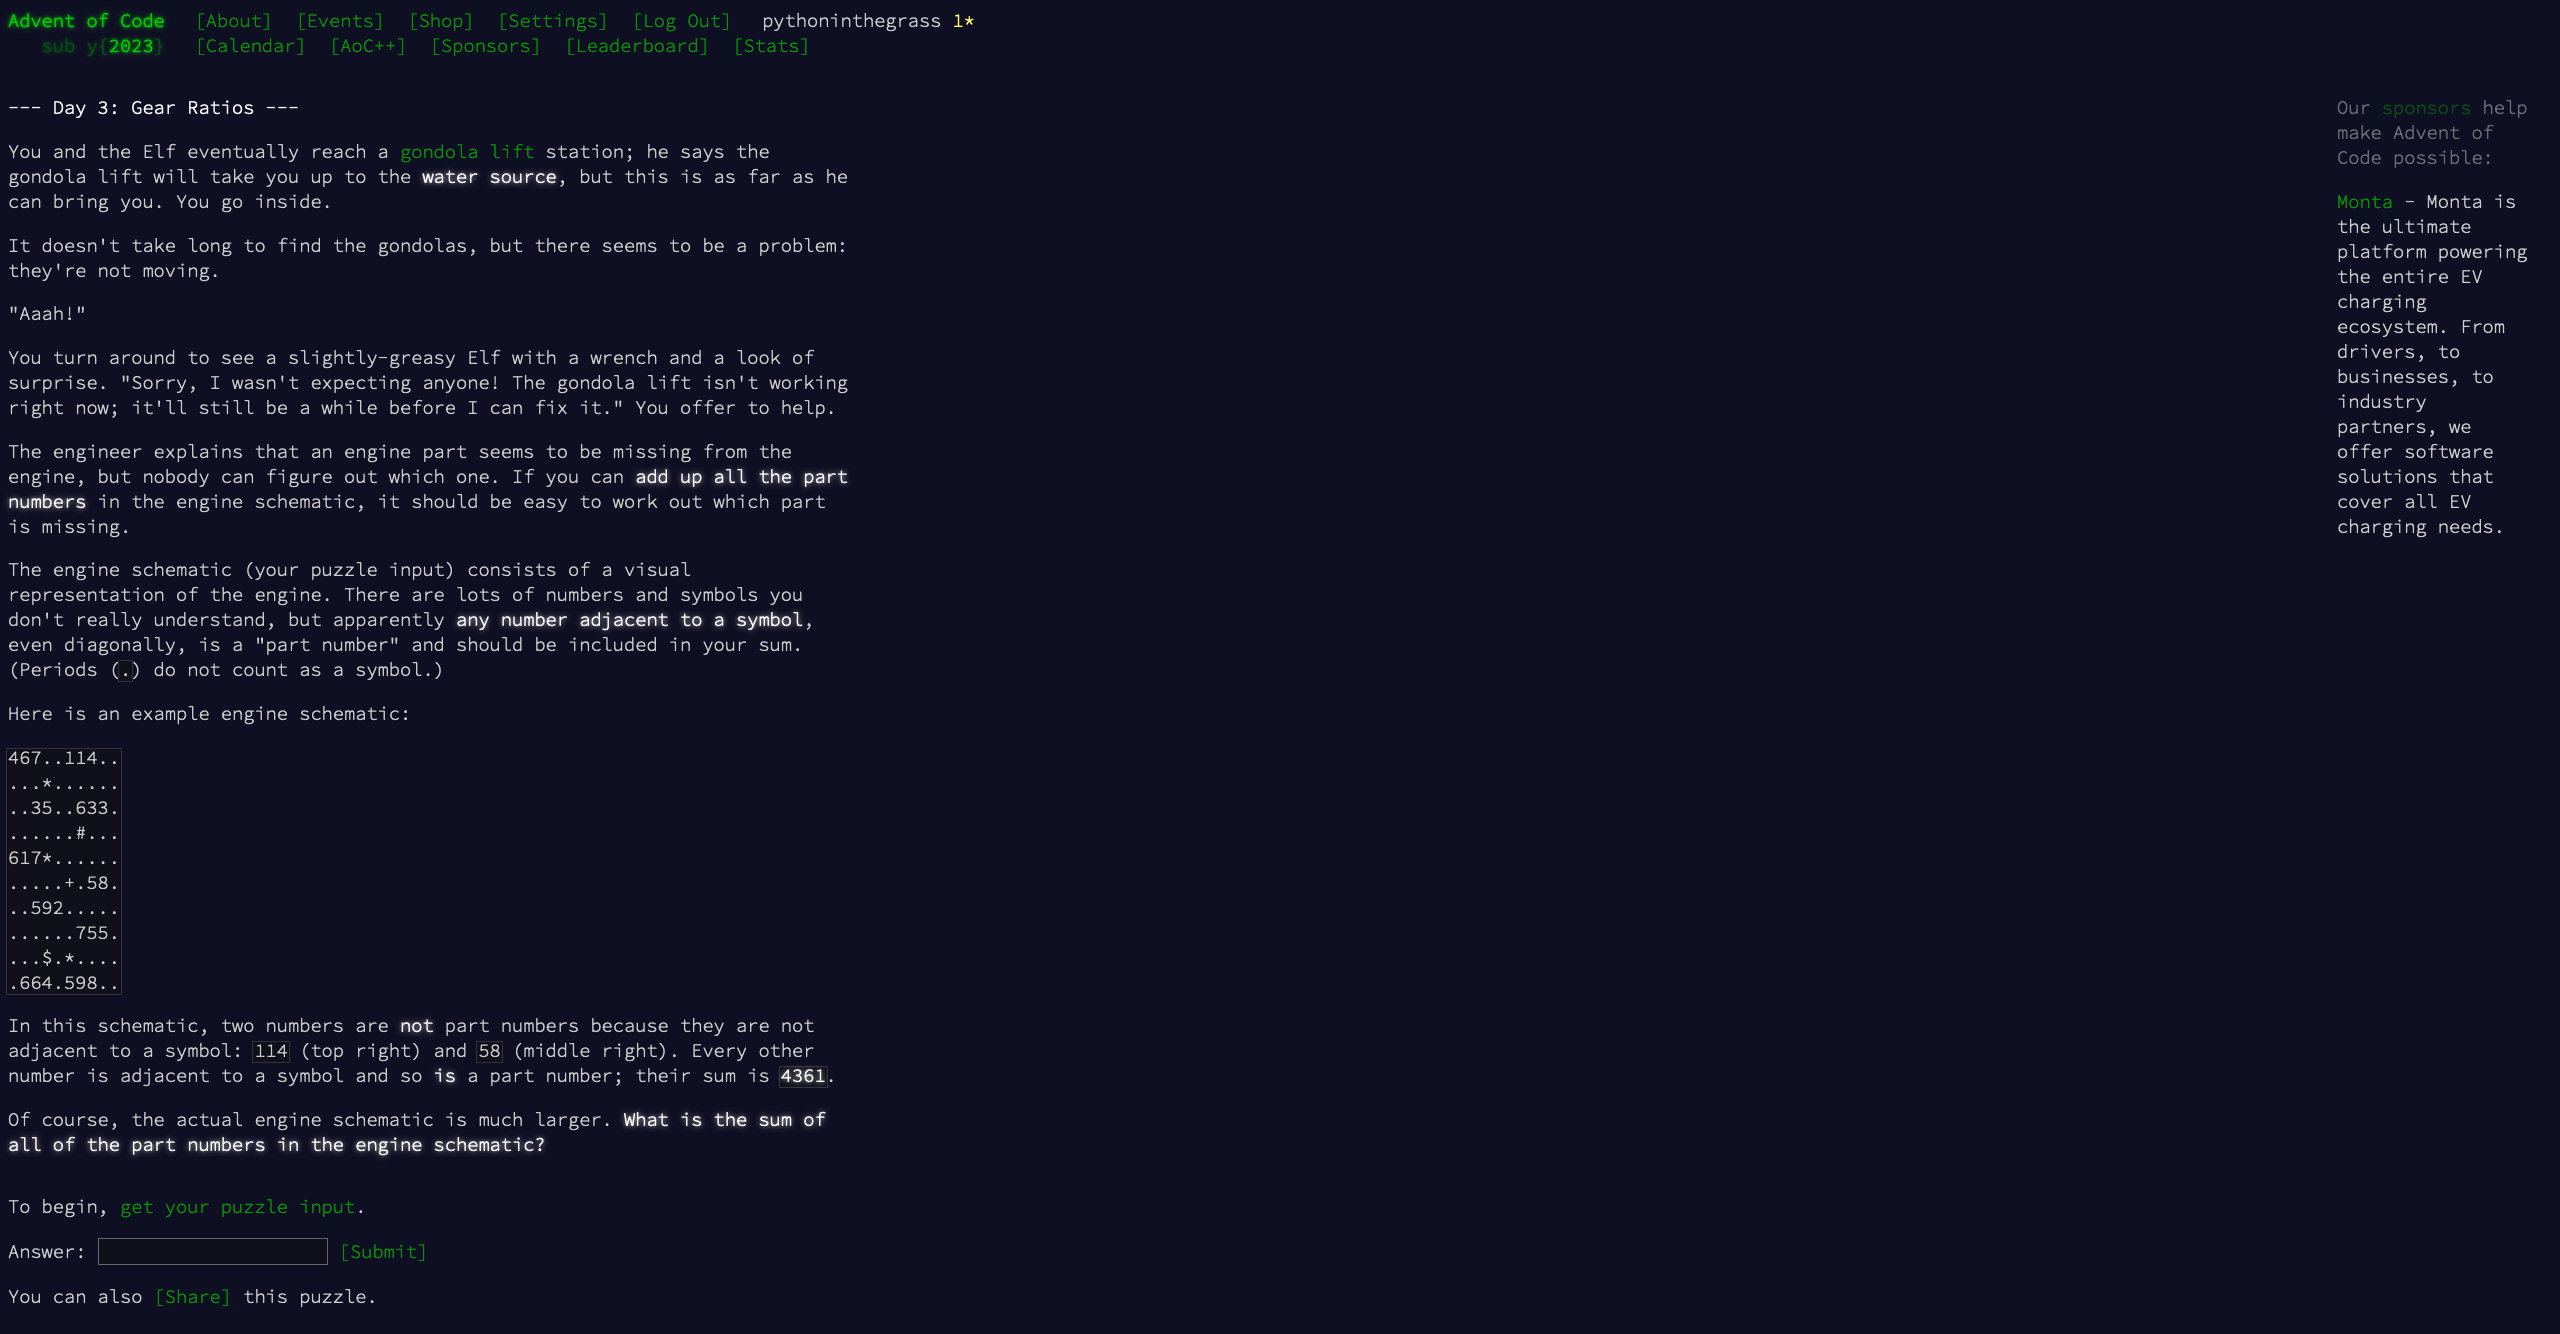 Advent of Code [About] [Events] [Shop] [Settings] [Log Out] pythoninthegrass 1*
sub y{2023} [Calendar] [AoC++] [Sponsors] [Leaderboard] [Stats]
--- Day 3: Gear Ratios ---
You and the Elf eventually reach a gondola lift station; he says the
gondola lift will take you up to the water source, but this is as far as he
can bring you. You go inside.
It doesn't take long to find the gondolas, but there seems to be a problem:
they're not moving.
"Aaah!"
You turn around to see a slightly-greasy Elf with a wrench and a look of
surprise. "Sorry, I wasn't expecting anyone! The gondola lift isn't working
right now; it'll still be a while before I can fix it." You offer to help.
The engineer explains that an engine part seems to be missing from the
engine, but nobody can figure out which one. If you can add up all the part
numbers in the engine schematic, it should be easy to work out which part
is missing.
The engine schematic (your puzzle input) consists of a visual
representation of the engine. There are lots of numbers and symbols you
don't really understand, but apparently any number adjacent to a symbol,
even diagonally, is a "part number" and should be included in your sum.
(Periods (.) do not count as a symbol.)
Here is an example engine schematic:
467..114..
...*......
..35..633.
......#...
617*......
.....+.58.
..592.....
......755.
...$.*....
.664.598..
In this schematic, two numbers are not part numbers because they are not
adjacent to a symbol: 114 (top right) and 58 (middle right). Every other
number is adjacent to a symbol and so is a part number; their sum is 4361.
Of course, the actual engine schematic is much larger. What is the sum of
all of the part numbers in the engine schematic?
To begin, get your puzzle input.
Answer: [Submit]
You can also [Share] this puzzle.
Our sponsors help
make Advent of
Code possible:
Monta - Monta is
the ultimate
platform powering
the entire EV
charging
ecosystem. From
drivers, to
businesses, to
industry
partners, we
offer software
solutions that
cover all EV
charging needs.